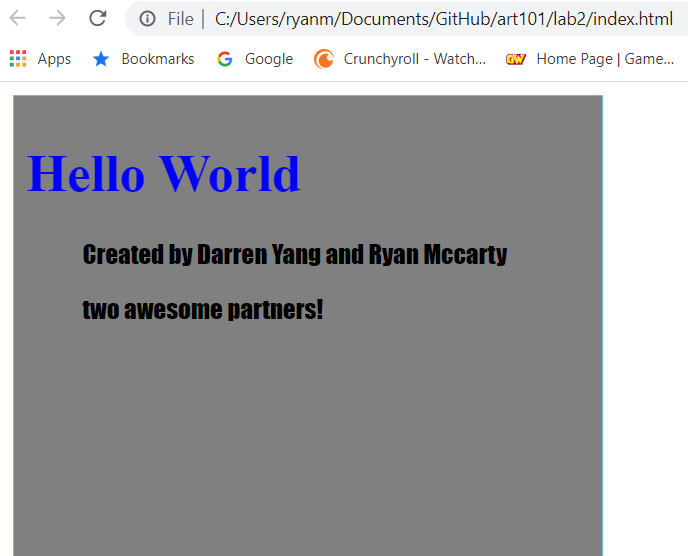 File | C:/Users/ryanm/Documents/GitHub/art101/lab2/index.html
Apps Bookmarks Google Crunchyroll - Watch... Home Page | Game...
Hello World
Created by Darren Yang and Ryan Mccarty
two awesome partners!